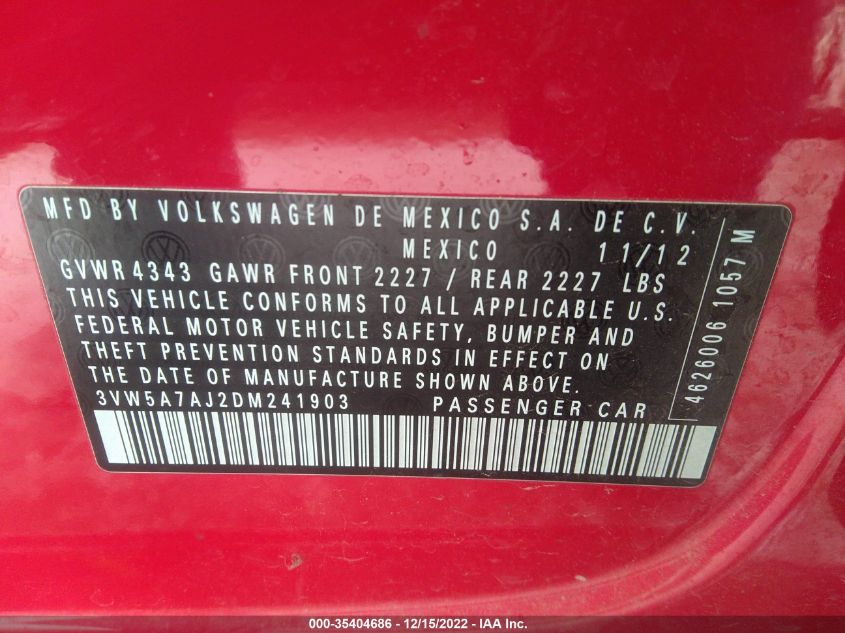 MFD BY VOLKSWAGEN DE MEXICO S.A. DE C.V.
MEXICO 11/12
GVWR 4343 GAWR FRONT 2227 / REAR 2227 LBS
THIS VEHICLE CONFORMS TO ALL APPLICABLE U.S.
FEDERAL MOTOR VEHICLE SAFETY, BUMPER AND
THEFT PREVENTION STANDARDS IN EFFECT ON
THE DATE OF MANUFACTURE SHOWN ABOVE.
3VW5A7AJ2DM241903 PASSENGER CAR
4626006 1057 M
000-35404686 - 12/15/2022 - IAA Inc.